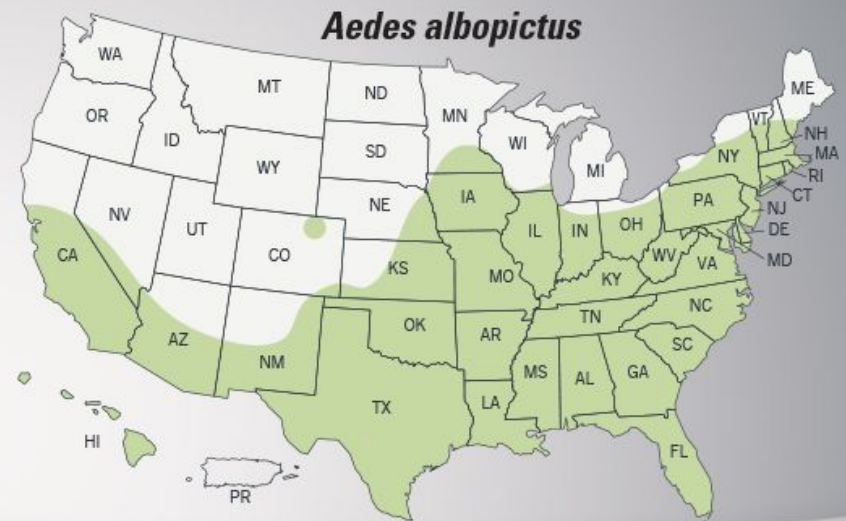 Aedes albopictus
WA
MT
ND
MN
ME
OR
ID
WY
SD
WI
MI
VT
NH
NY
MA
RI
CT
NV
UT
CO
NE
IA
IL
IN
OH
PA
NJ
DE
MD
CA
KS
MO
KY
WV
VA
AZ
NM
OK
AR
TN
NC
SC
TX
LA
MS
AL
GA
FL
HI
PR